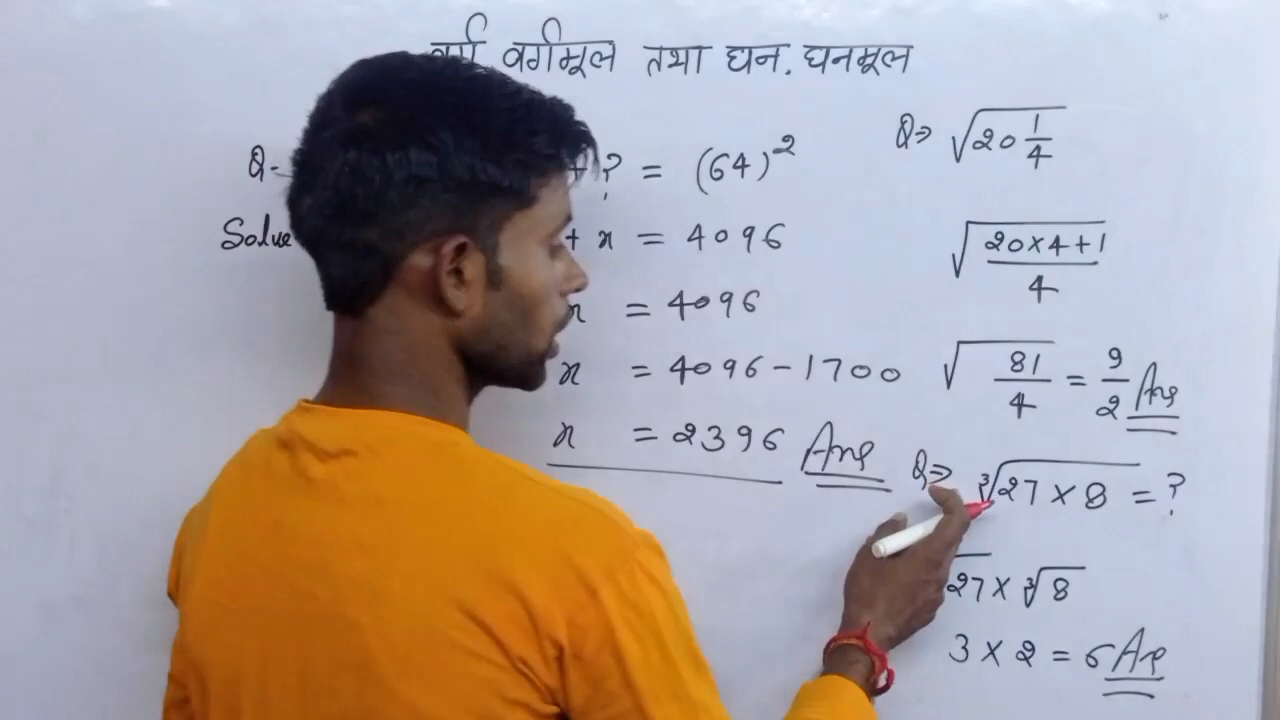 वर्ग वर्गमूल तथा घन. घनमूल
Q- + ? = (64)²
Solve + x = 4096
x = 4096
x = 4096 - 1700
x = 2396 Ans
Q⇒ √(20 1/4)
√((20×4+1)/4)
√(81/4) = 9/2 Ans
Q⇒ ∛(27 × 8) = ?
27 × ∛8
3 × 2 = 6 Ans